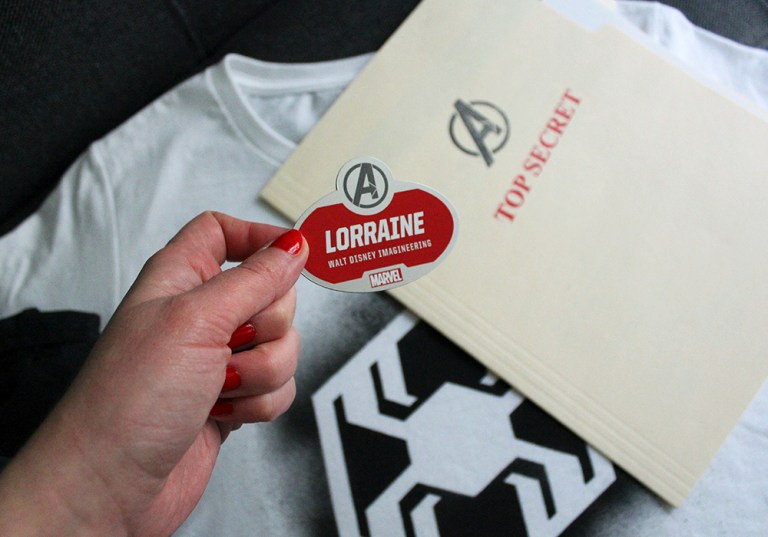 TOP SECRET
LORRAINE
WALT DISNEY IMAGINEERING
MARVEL